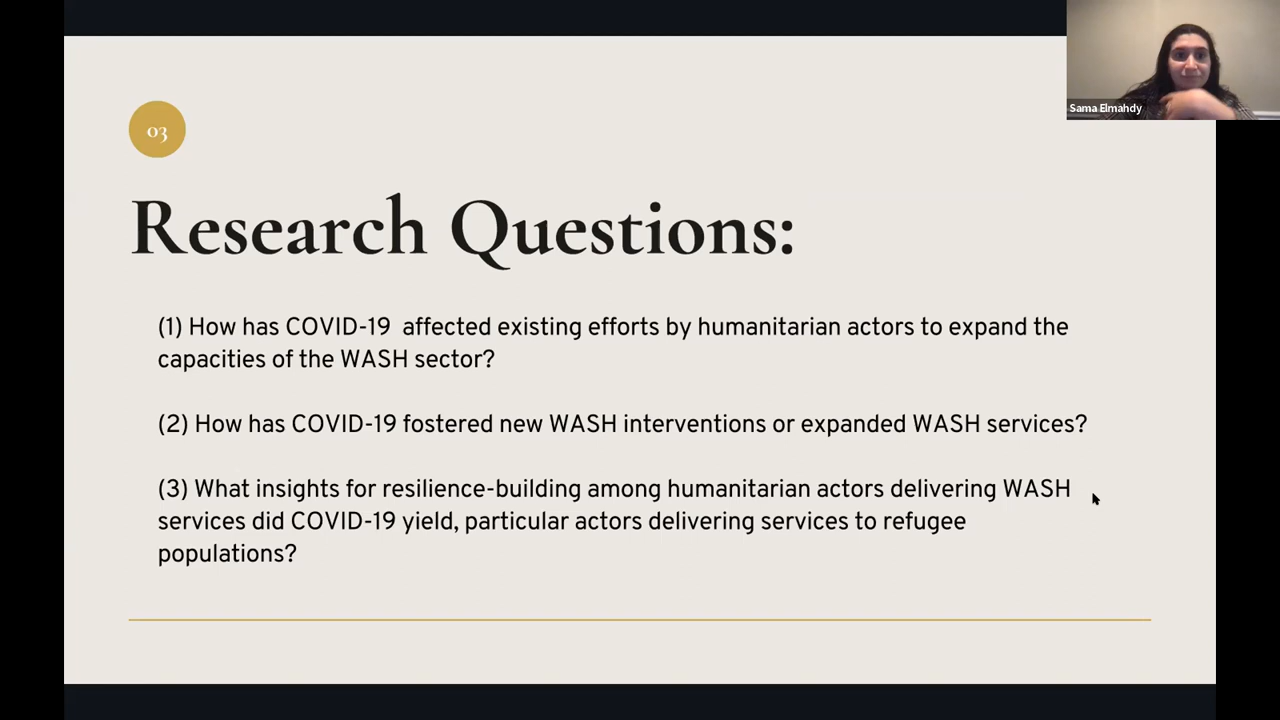 Sama Elmahdy
03
Research Questions:
(1) How has COVID-19 affected existing efforts by humanitarian actors to expand the
capacities of the WASH sector?
(2) How has COVID-19 fostered new WASH interventions or expanded WASH services?
(3) What insights for resilience-building among humanitarian actors delivering WASH
services did COVID-19 yield, particular actors delivering services to refugee
populations?